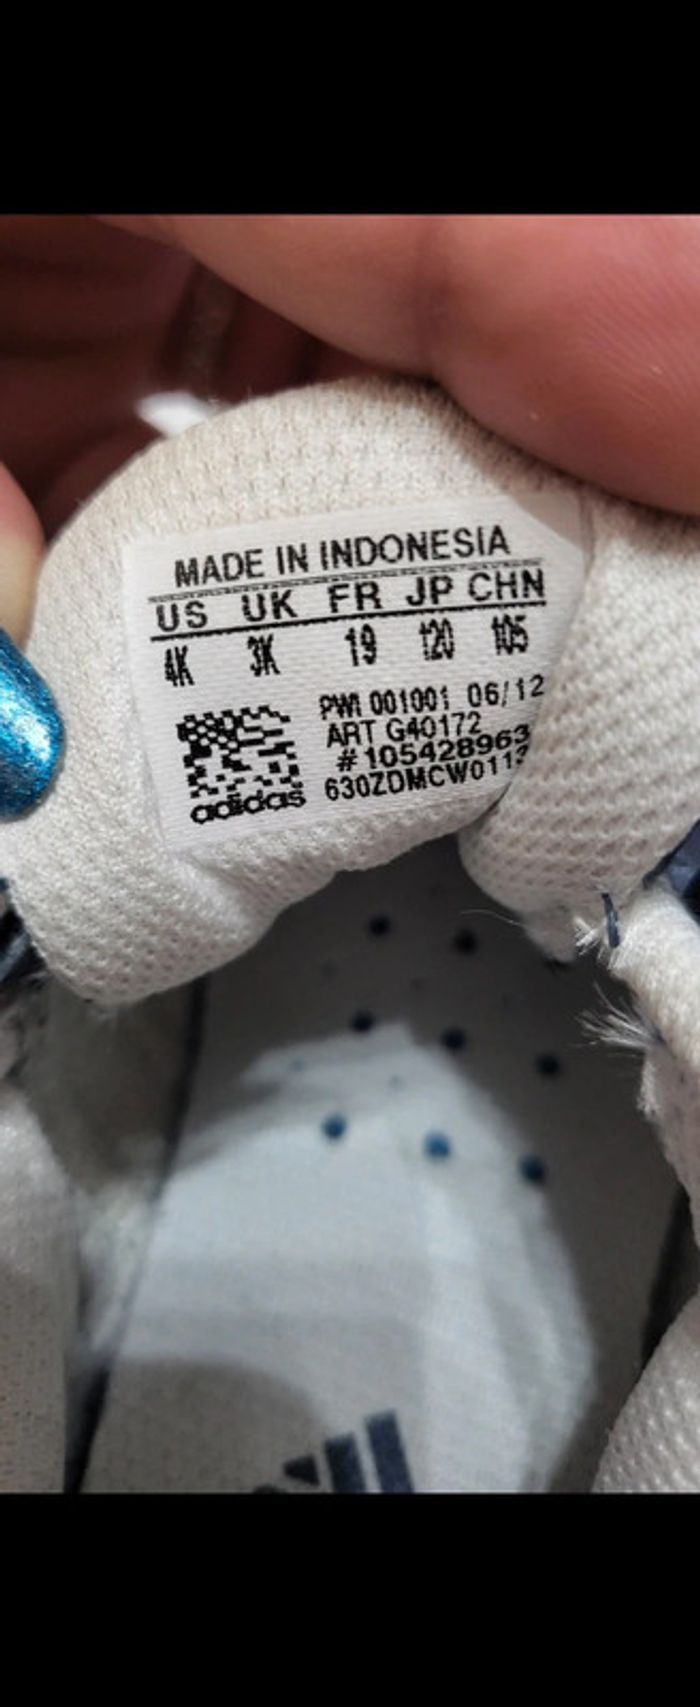 MADE IN INDONESIA
US UK FR JP CHN
4K 3K 19 120 105
PWI 001001 06/12
ART G40172
#105428963
630ZDMCW0113
adidas